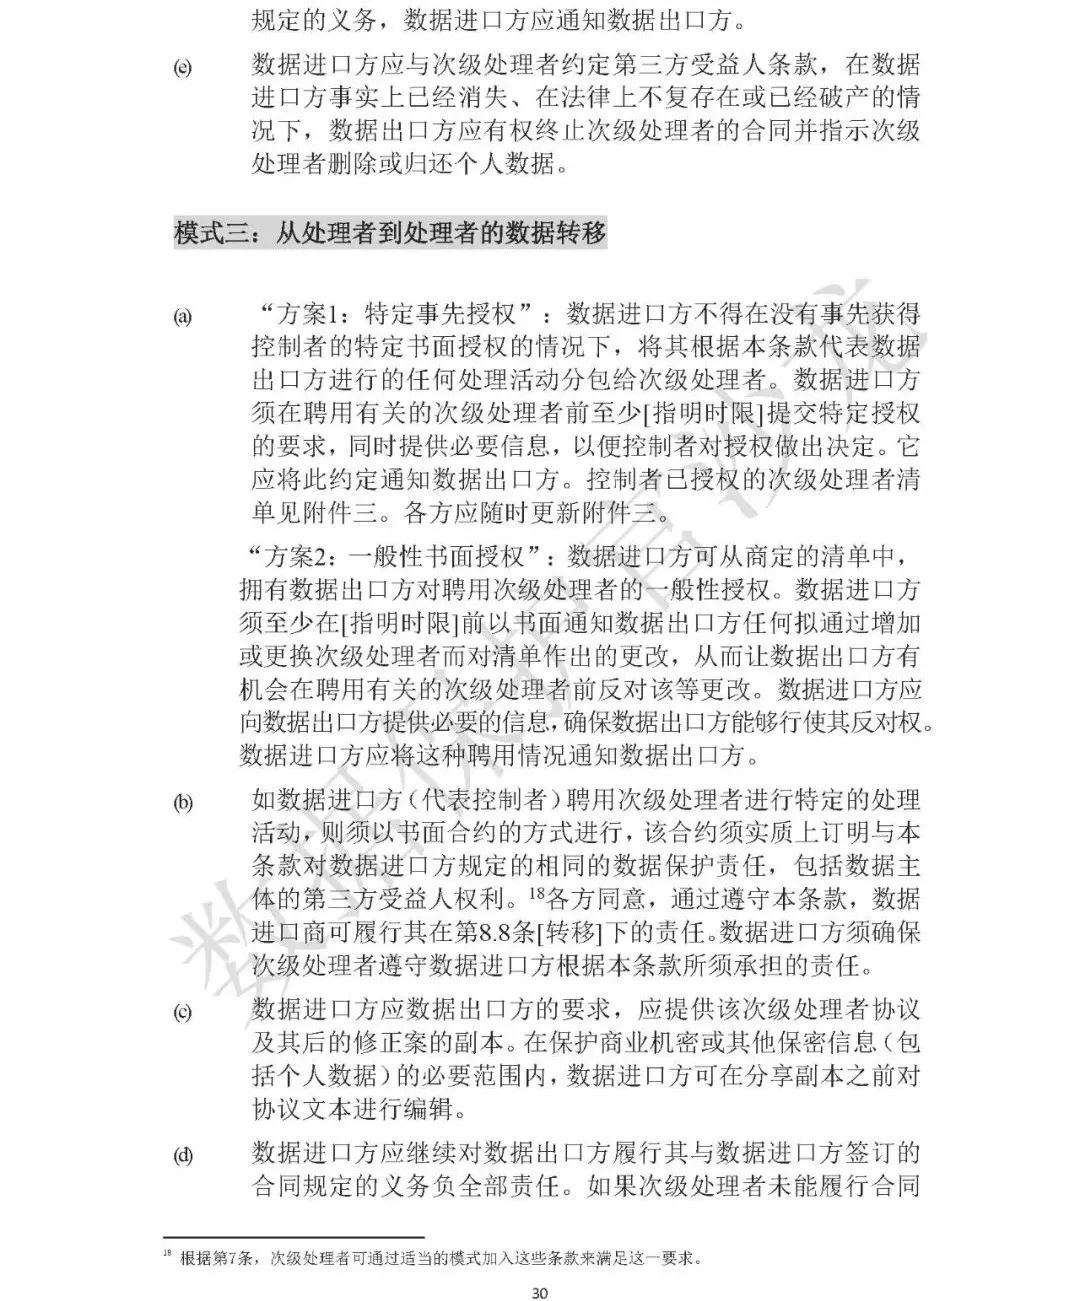 规定的义务，数据进口方应通知数据出口方。
(e) 数据进口方应与次级处理者约定第三方受益人条款，在数据
进口方事实上已经消失、在法律上不复存在或已经破产的情
况下，数据出口方应有权终止次级处理者的合同并指示次级
处理者删除或归还个人数据。
模式三：从处理者到处理者的数据转移
(a) “方案1：特定事先授权”：数据进口方不得在没有事先获得
控制者的特定书面授权的情况下，将其根据本条款代表数据
出口方进行的任何处理活动分包给次级处理者。数据进口方
须在聘用有关的次级处理者前至少[指明时限]提交特定授权
的要求，同时提供必要信息，以便控制者对授权做出决定。它
应将此约定通知数据出口方。控制者已授权的次级处理者清
单见附件三。各方应随时更新附件三。
“方案2：一般性书面授权”：数据进口方可从商定的清单中，
拥有数据出口方对聘用次级处理者的一般性授权。数据进口方
须至少在[指明时限]前以书面通知数据出口方任何拟通过增加
或更换次级处理者而对清单作出的更改，从而让数据出口方有
机会在聘用有关的次级处理者前反对该等更改。数据进口方应
向数据出口方提供必要的信息，确保数据出口方能够行使其反对权。
数据进口方应将这种聘用情况通知数据出口方。
(b) 如数据进口方（代表控制者）聘用次级处理者进行特定的处理
活动，则须以书面合约的方式进行，该合约须实质上订明与本
条款对数据进口方规定的相同的数据保护责任，包括数据主
体的第三方受益人权利。18各方同意，通过遵守本条款，数据
进口商可履行其在第8.8条[转移]下的责任。数据进口方须确保
次级处理者遵守数据进口方根据本条款所须承担的责任。
(c) 数据进口方应数据出口方的要求，应提供该次级处理者协议
及其后的修正案的副本。在保护商业机密或其他保密信息（包
括个人数据）的必要范围内，数据进口方可在分享副本之前对
协议文本进行编辑。
(d) 数据进口方应继续对数据出口方履行其与数据进口方签订的
合同规定的义务负全部责任。如果次级处理者未能履行合同
18 根据第7条，次级处理者可通过适当的模式加入这些条款来满足这一要求。
30
数据保护官沙龙